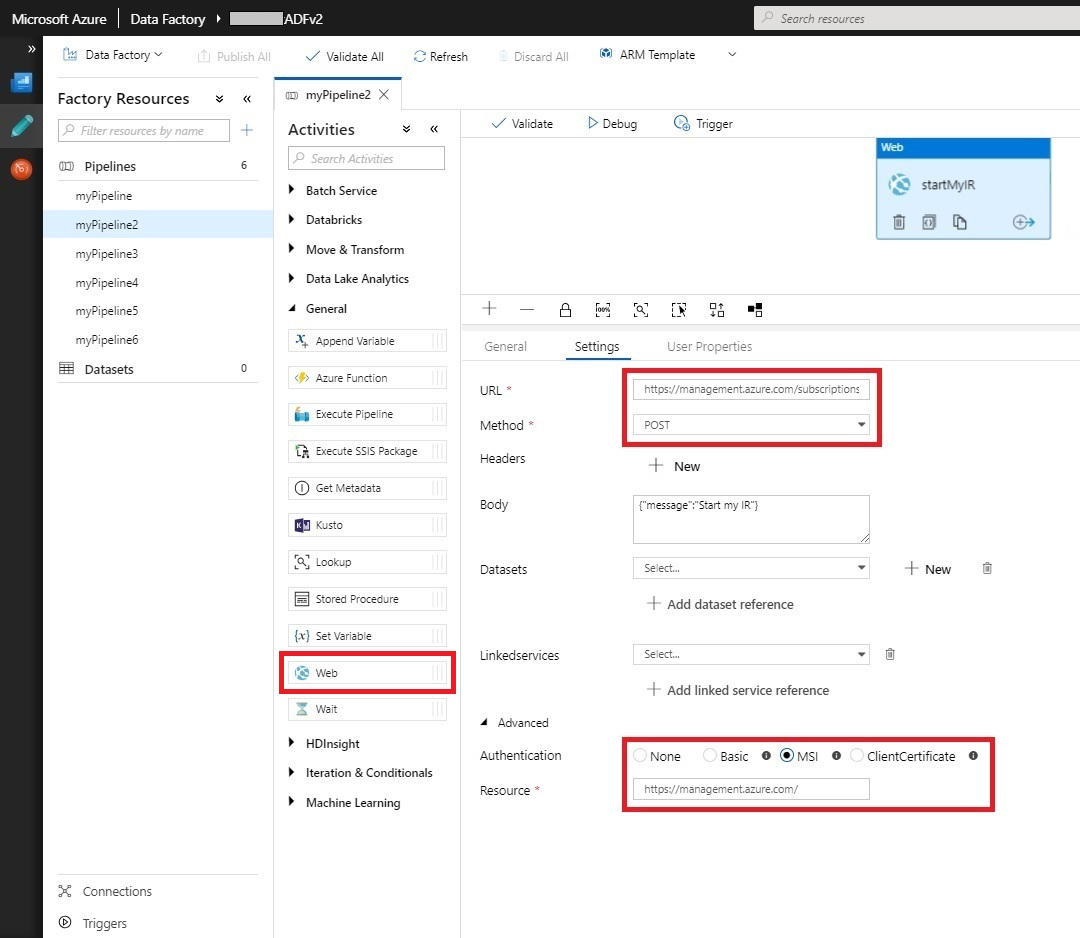 Microsoft Azure
Data Factory
ADFv2
Search resources
»
Data Factory
Publish All
Validate All
Refresh
Discard All
ARM Template
Factory Resources
«
Filter resources by name
Pipelines
6
myPipeline
myPipeline2
myPipeline3
myPipeline4
myPipeline5
myPipeline6
Datasets
0
Connections
Triggers
myPipeline2
Activities
«
Search Activities
Batch Service
Databricks
Move & Transform
Data Lake Analytics
General
Append Variable
Azure Function
Execute Pipeline
Execute SSIS Package
Get Metadata
Kusto
Lookup
Stored Procedure
Set Variable
Web
Wait
HDInsight
Iteration & Conditionals
Machine Learning
Validate
Debug
Trigger
Web
startMyIR
General
Settings
User Properties
URL *
https://management.azure.com/subscriptions
Method *
POST
Headers
New
Body
{"message":"Start my IR"}
Datasets
Select...
New
Add dataset reference
Linkedservices
Select...
Add linked service reference
Advanced
Authentication
None
Basic
MSI
ClientCertificate
Resource *
https://management.azure.com/